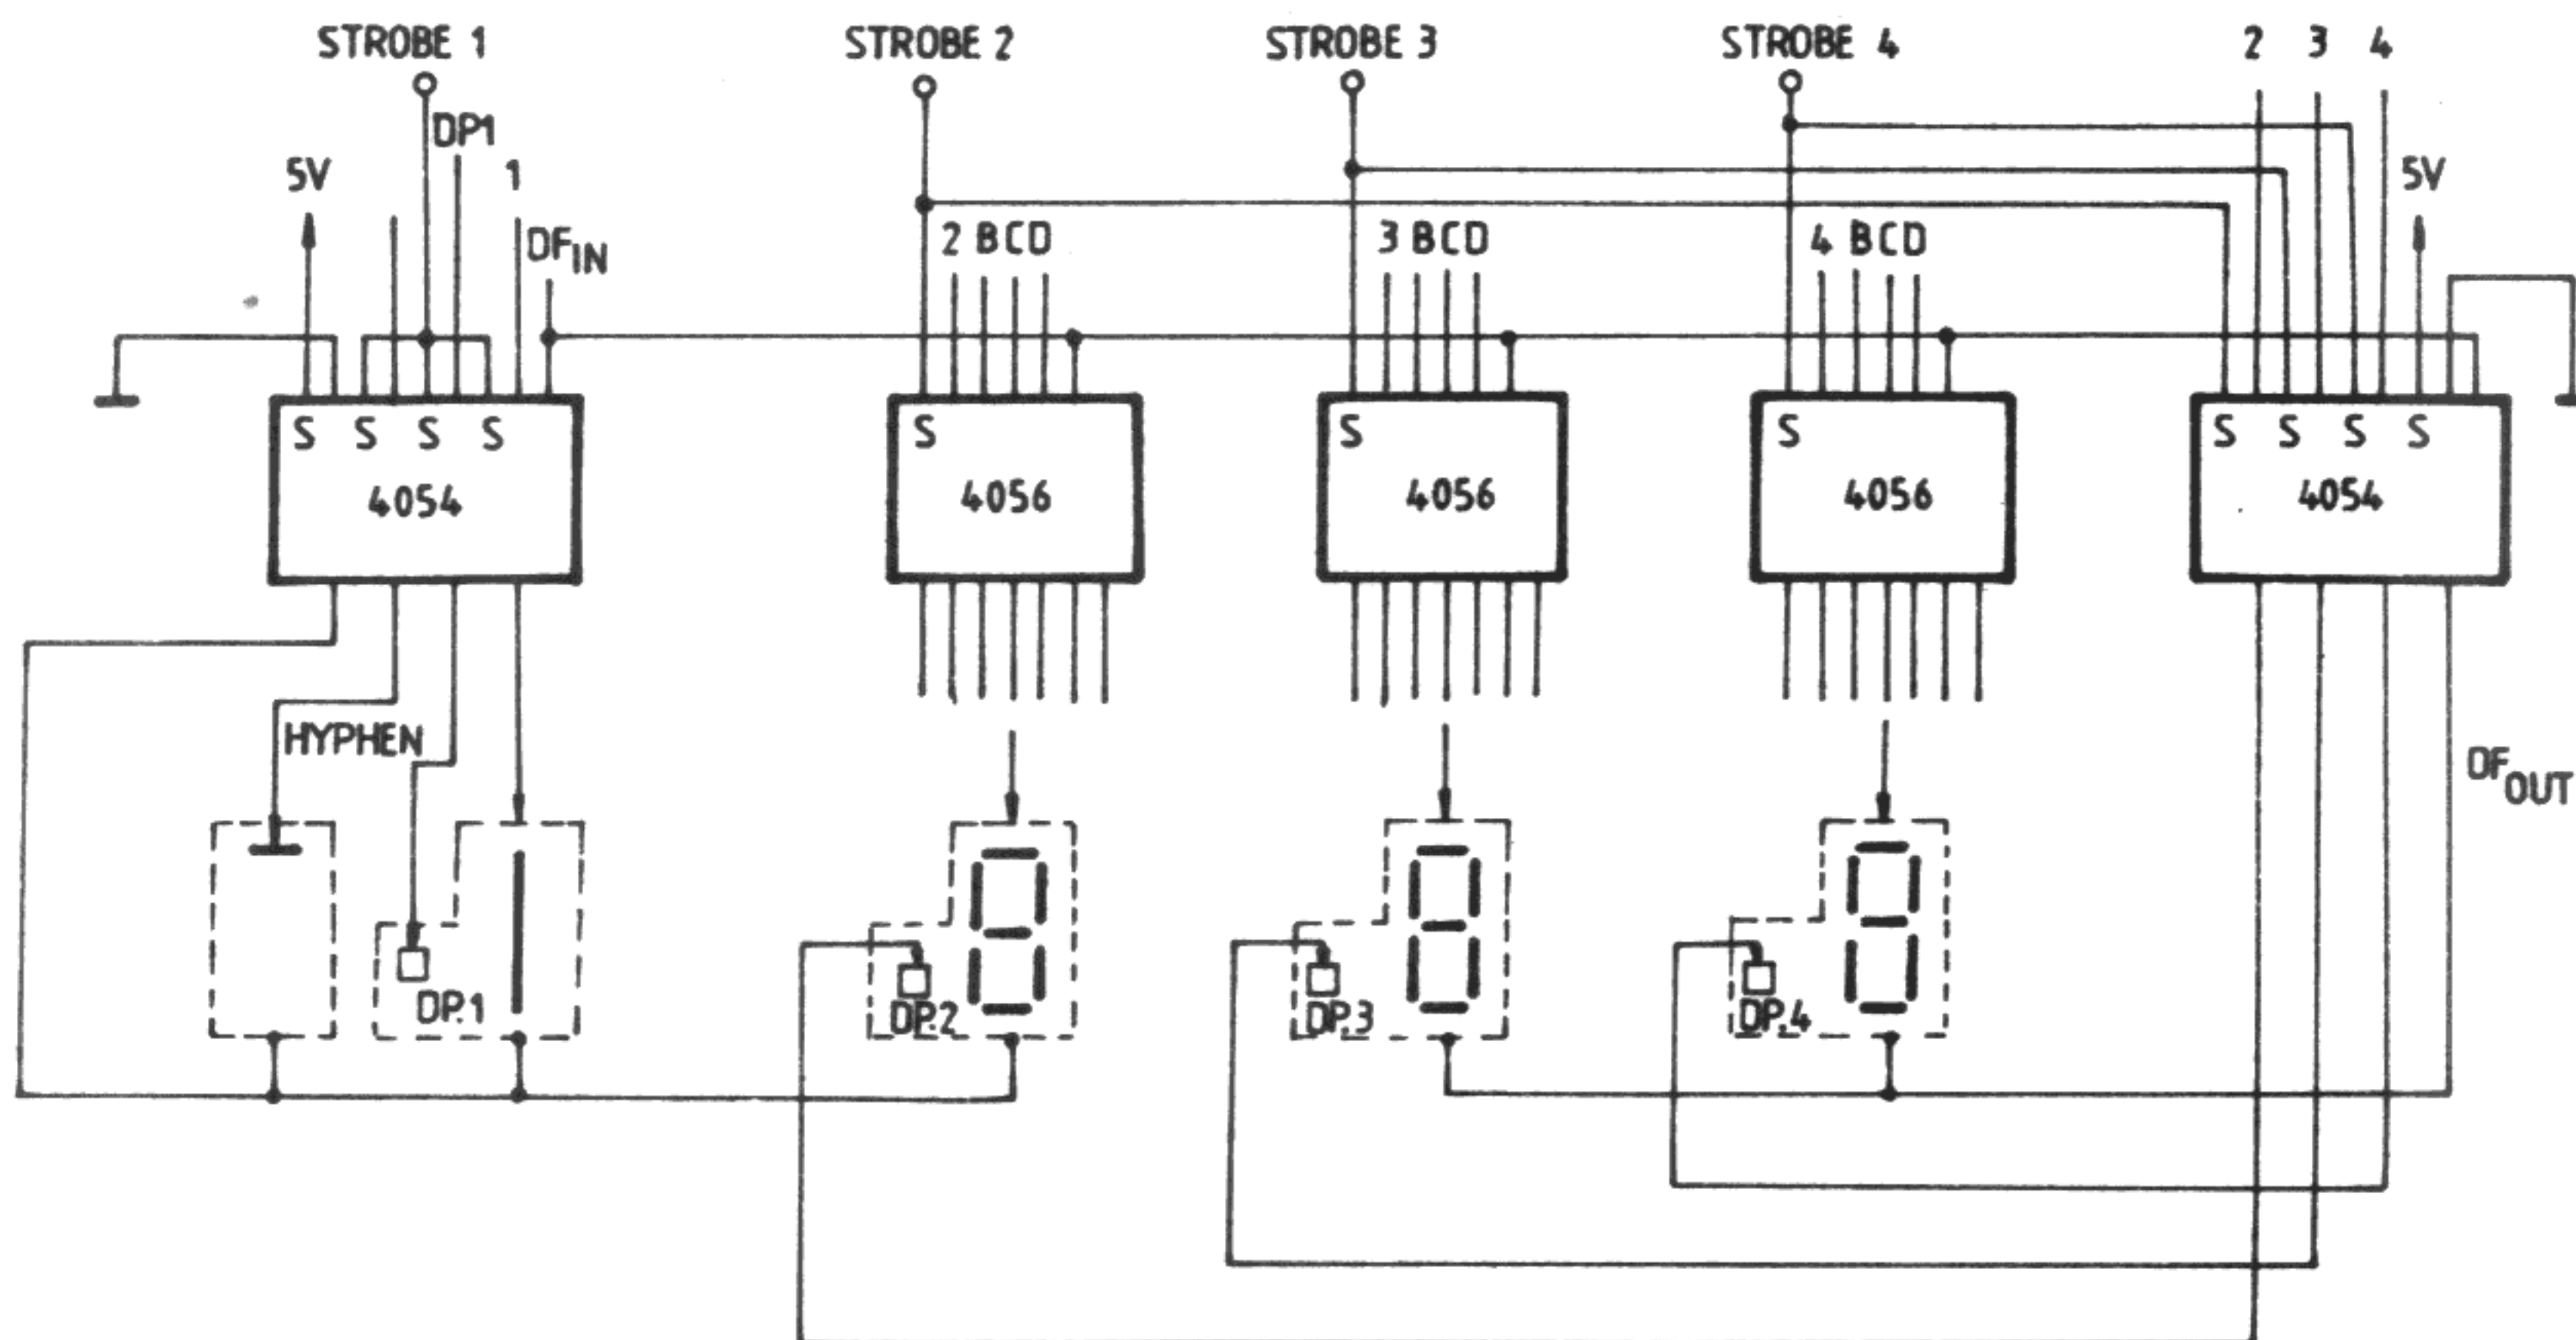 STROBE 1 STROBE 2 STROBE 3 STROBE 4 2 3 4
DP1
5V 1 5V
DFIN 2 BCD 3 BCD 4 BCD
S S S S S S S S S S S
4054 4056 4056 4056 4054
HYPHEN
DFOUT
DP.1 DP.2 DP.3 DP.4